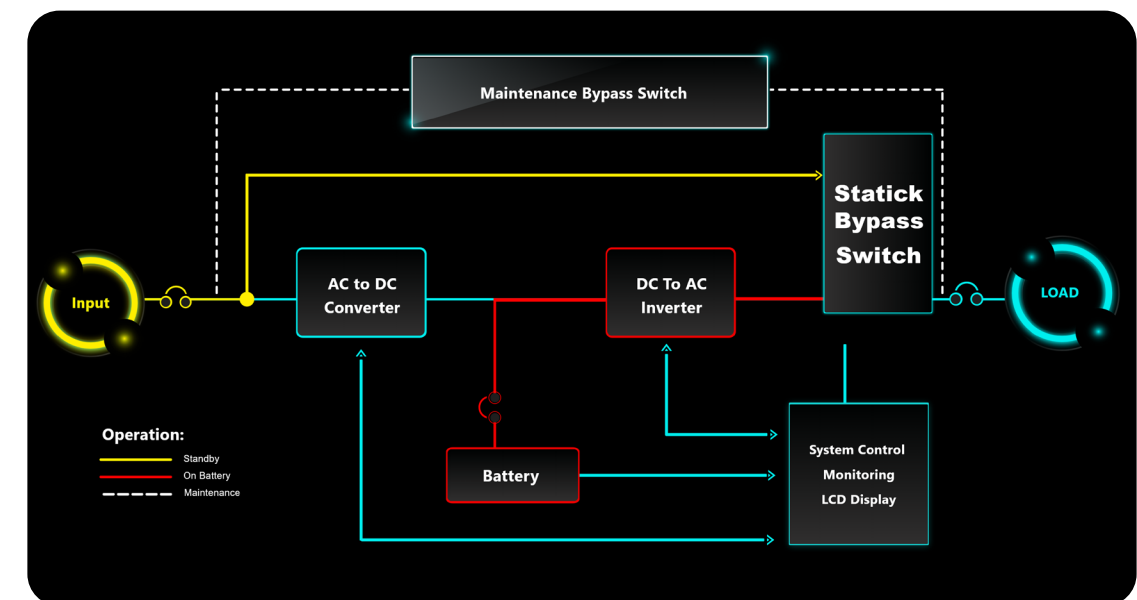 Maintenance Bypass Switch
Statick
Bypass
Switch
Input
AC to DC
Converter
DC To AC
Inverter
LOAD
Operation:
Standby
On Battery
Maintenance
Battery
System Control
Monitoring
LCD Display